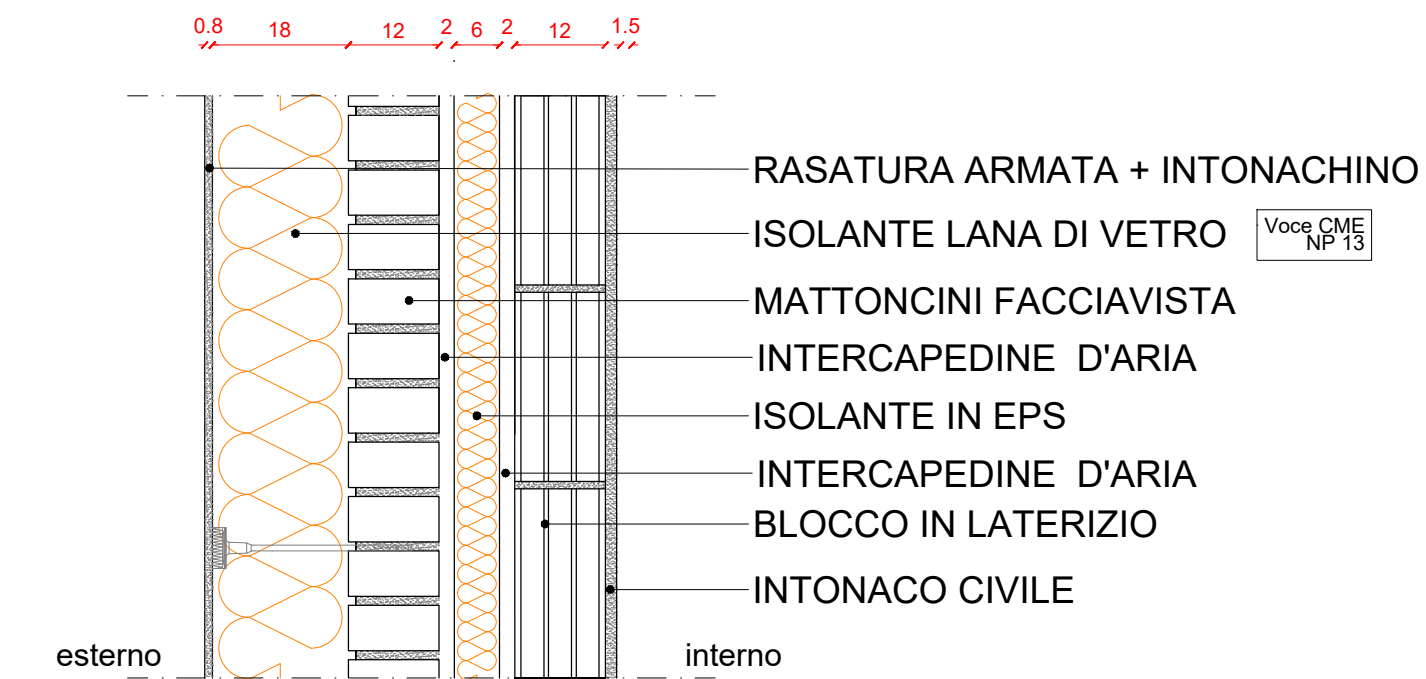 0.8 18 12 2 6 2 12 1.5
RASATURA ARMATA + INTONACHINO
ISOLANTE LANA DI VETRO
Voce CME
NP 13
MATTONCINI FACCIAVISTA
INTERCAPEDINE D'ARIA
ISOLANTE IN EPS
INTERCAPEDINE D'ARIA
BLOCCO IN LATERIZIO
INTONACO CIVILE
esterno
interno